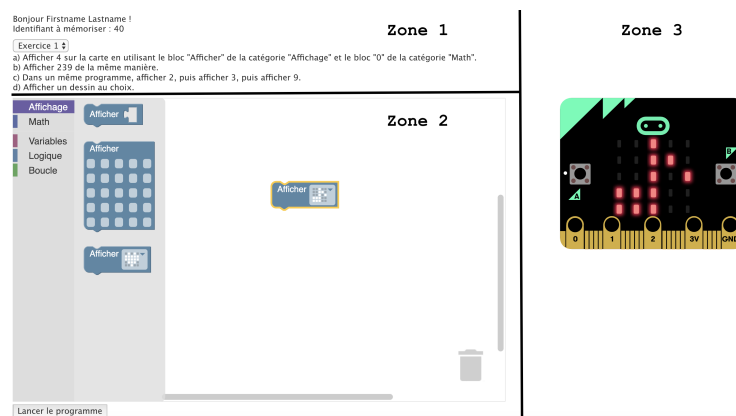 Bonjour Firstname Lastname !
Identifiant à mémoriser : 40
Zone 1
Exercice 1
a) Afficher 4 sur la carte en utilisant le bloc "Afficher" de la catégorie "Affichage" et le bloc "0" de la catégorie "Math".
b) Afficher 239 de la même manière.
c) Dans un même programme, afficher 2, puis afficher 3, puis afficher 9.
d) Afficher un dessin au choix.
Affichage
Math
Variables
Logique
Boucle
Afficher
Afficher
Afficher
Zone 2
Afficher
Lancer le programme
Zone 3
A
B
0
1
2
3V
GND